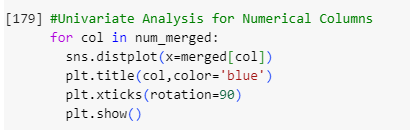 [179] #Univariate Analysis for Numerical Columns
for col in num_merged:
  sns.distplot(x=merged[col])
  plt.title(col,color='blue')
  plt.xticks(rotation=90)
  plt.show()